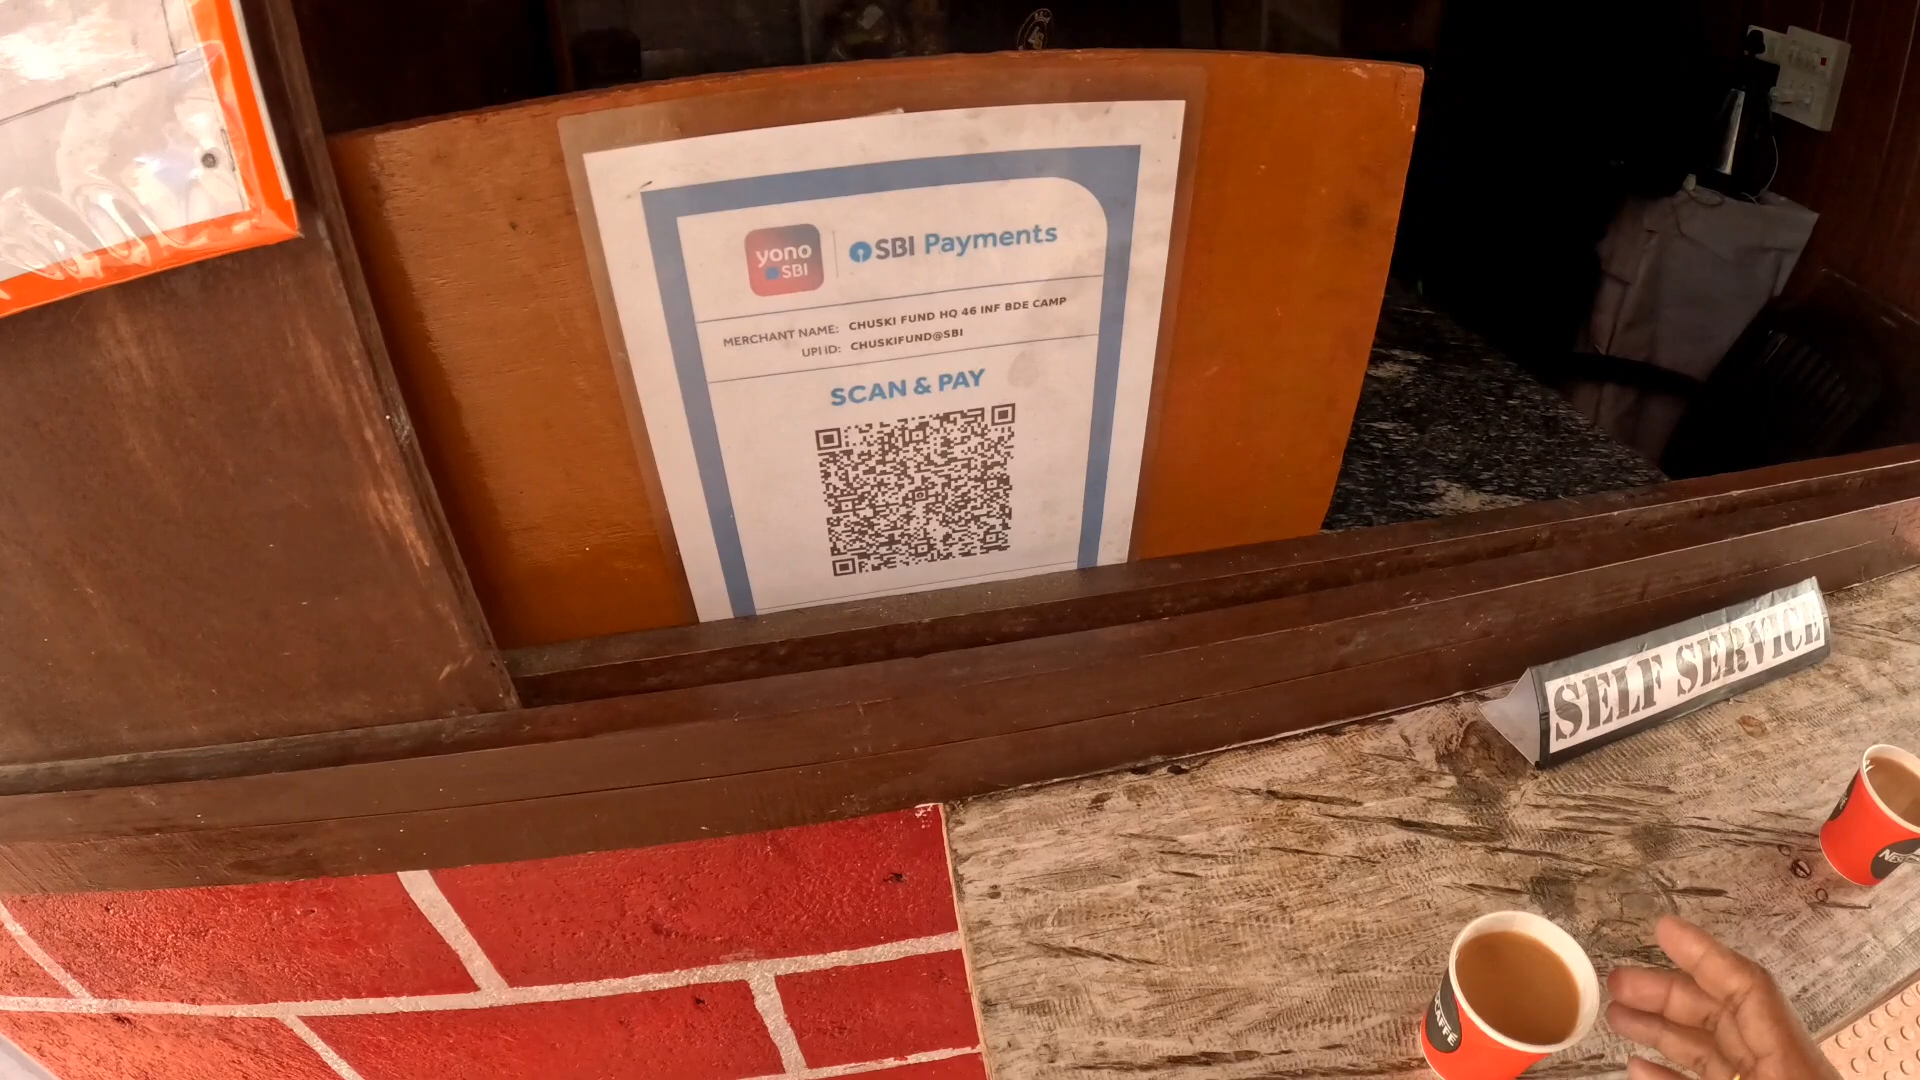 yono
SBI
SBI Payments
MERCHANT NAME: CHUSKI FUND HQ 46 INF BDE CAMP
UPI ID: CHUSKIFUND@SBI
SCAN & PAY
SELF SERVICE